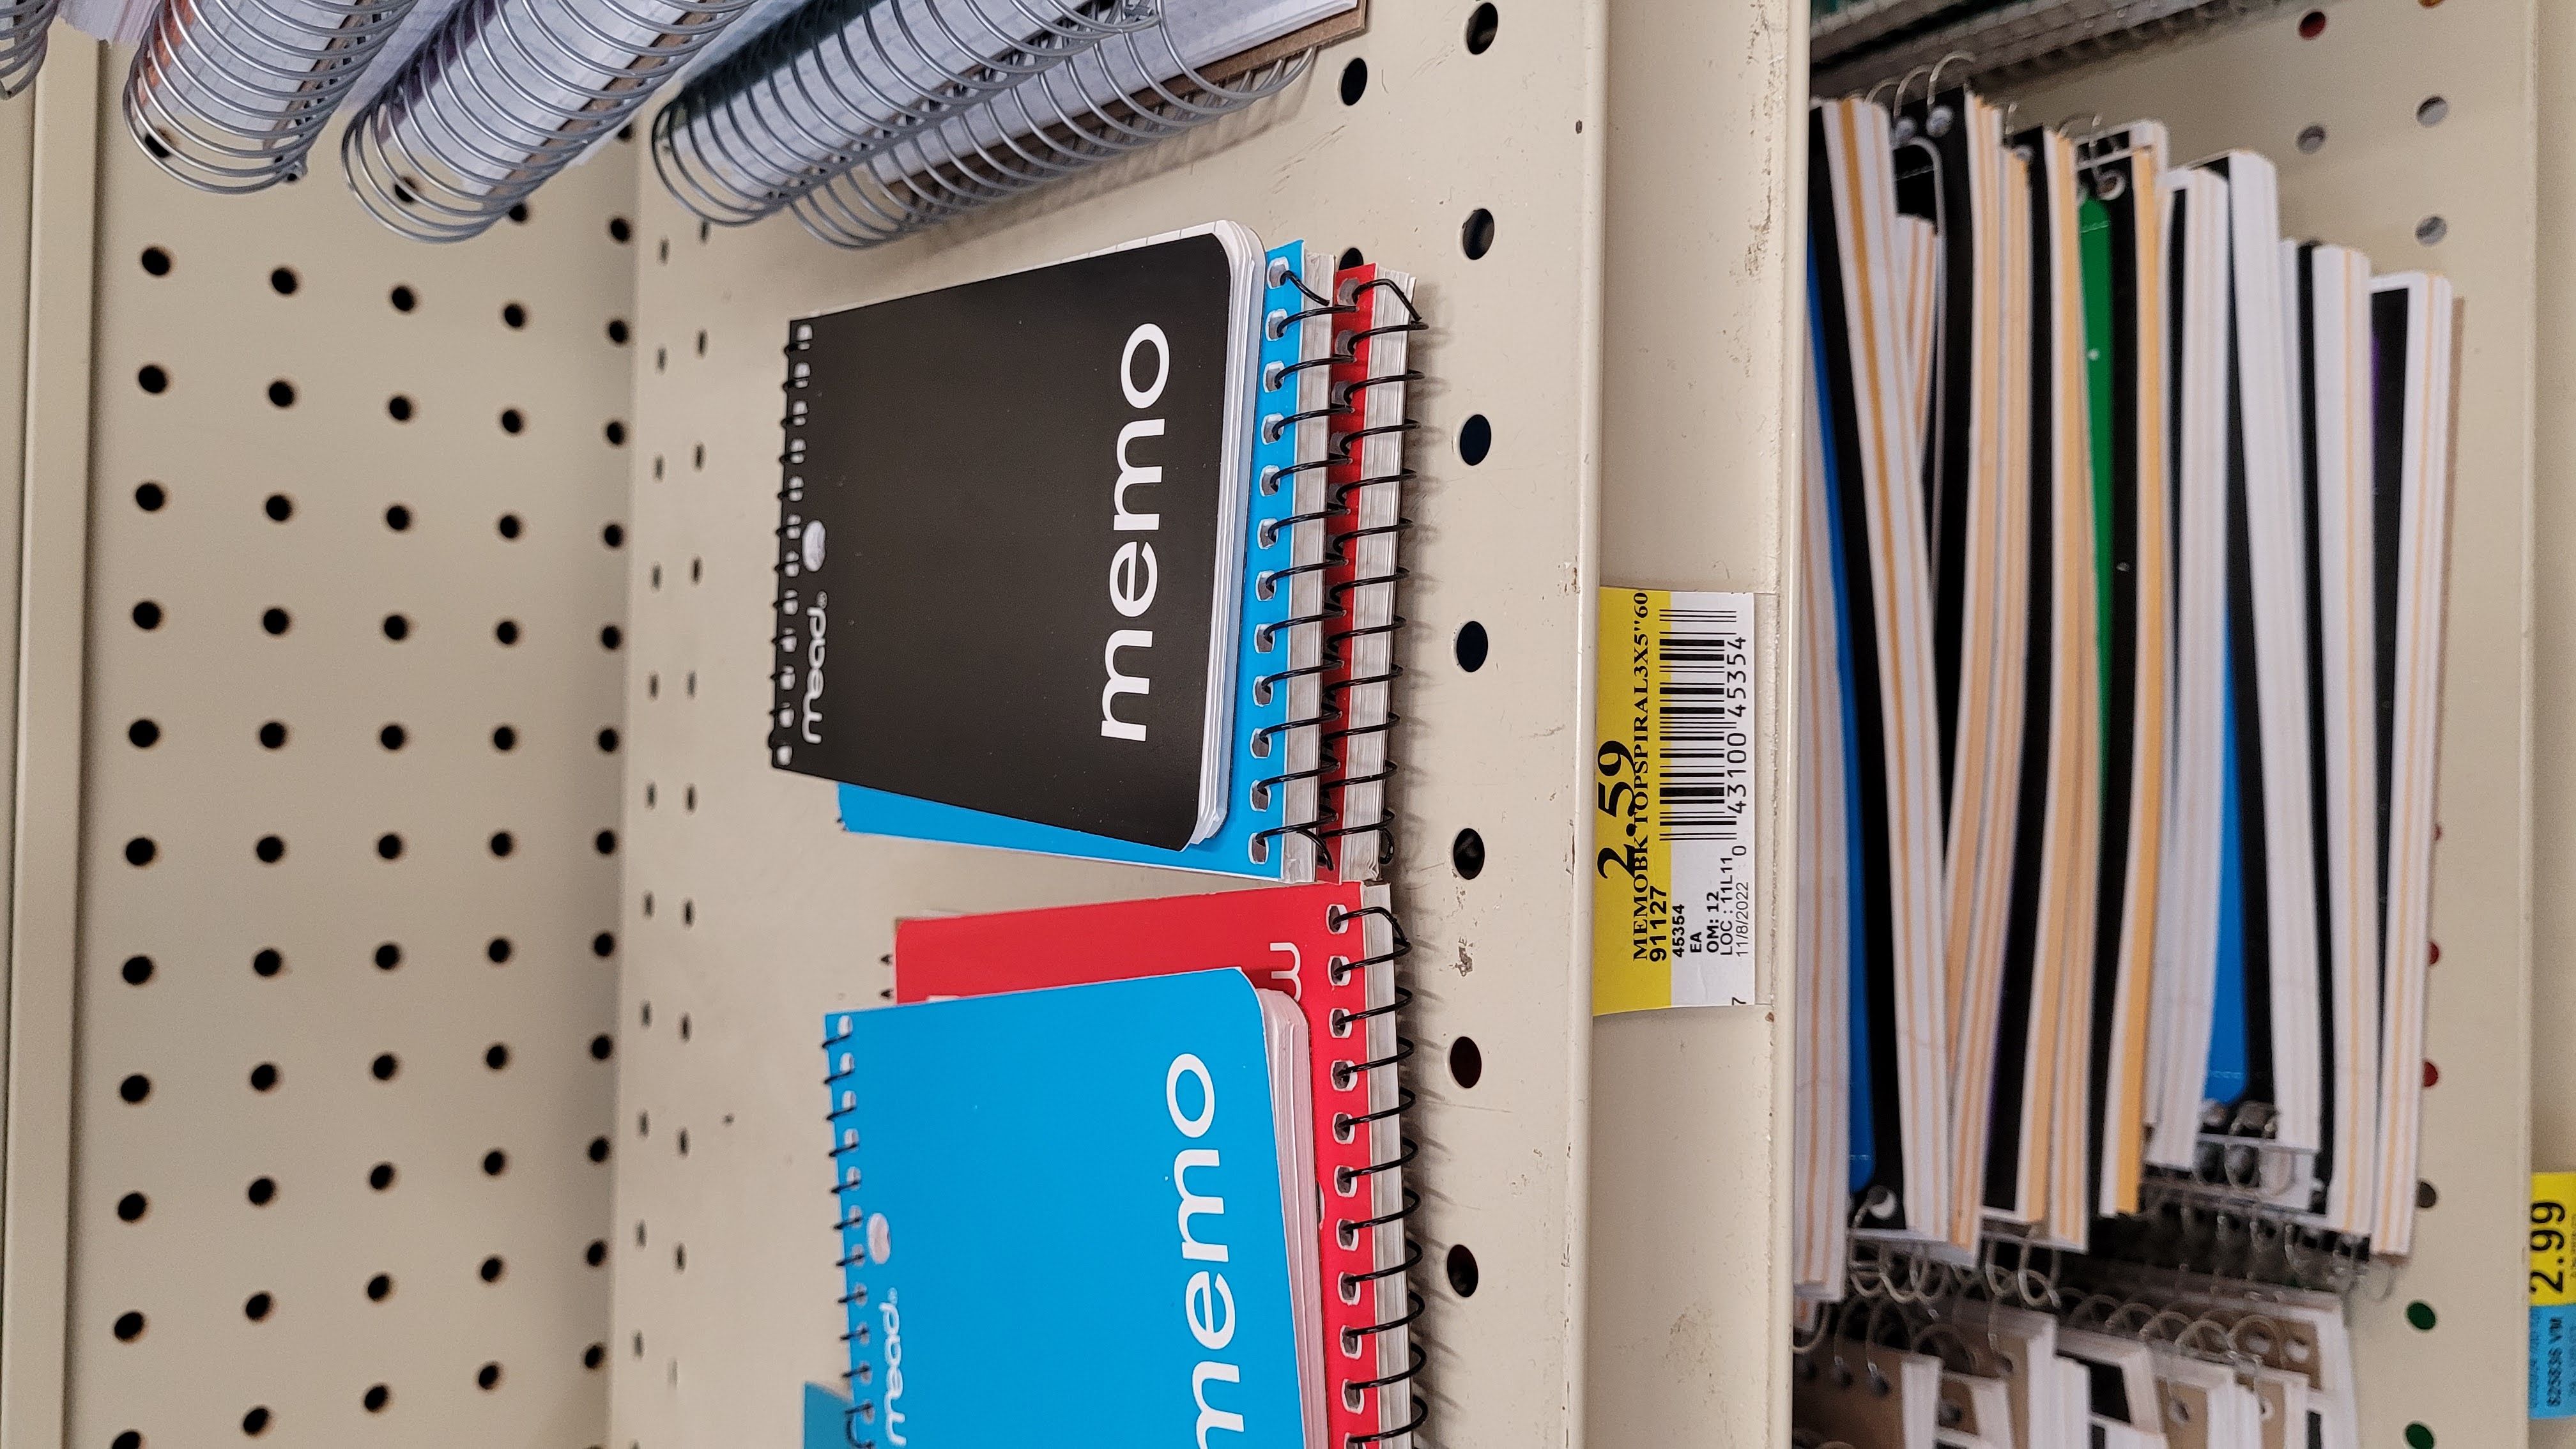 mead
memo
mead
memo
2.59
MEMOBK TOPSPIRAL3X5"60
91127
45354
EA
OM: 12
LOC : 11L11
11/8/2022
0 43100 45354 7
2.99